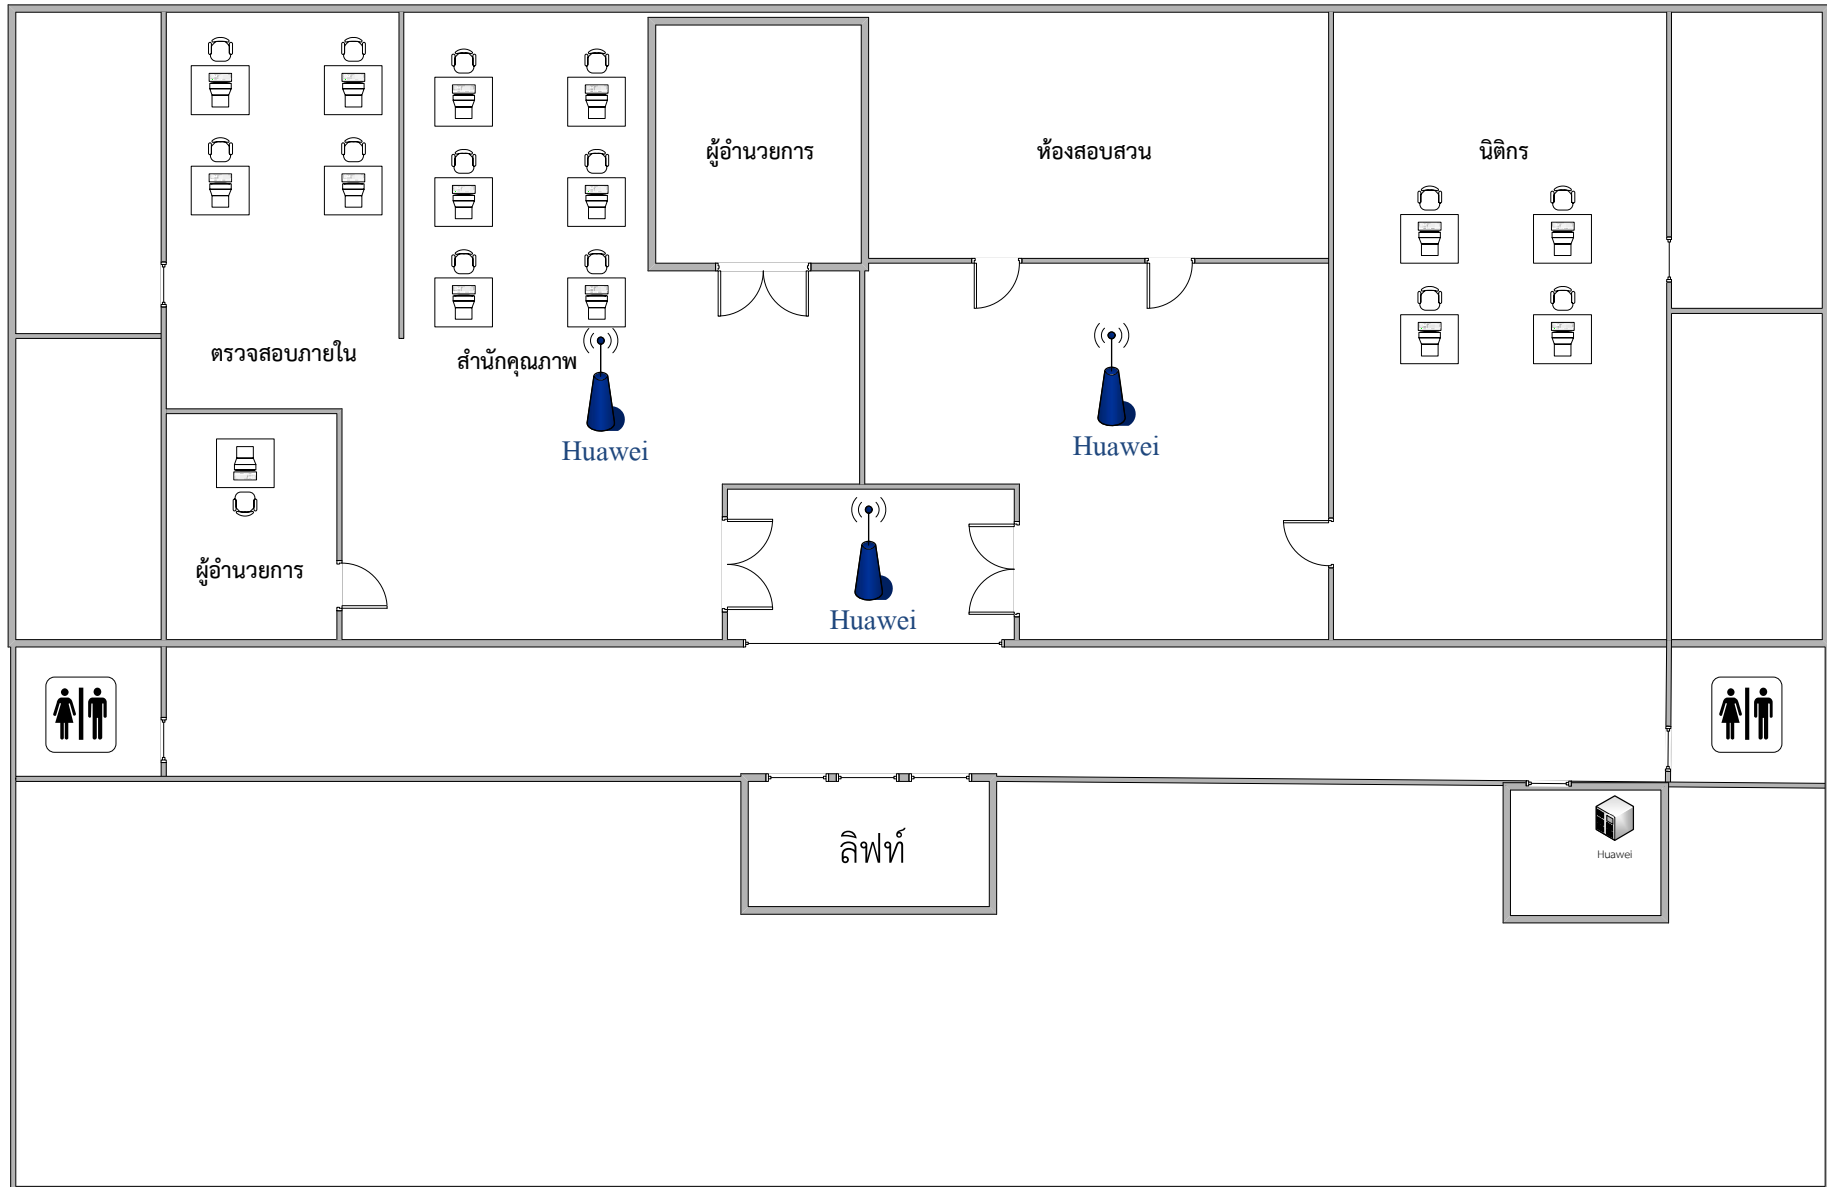 ผู้อำนวยการ
ห้องสอบสวน
นิติกร
ตรวจสอบภายใน
สำนักคุณภาพ
Huawei
Huawei
ผู้อำนวยการ
Huawei
ลิฟท์
Huawei